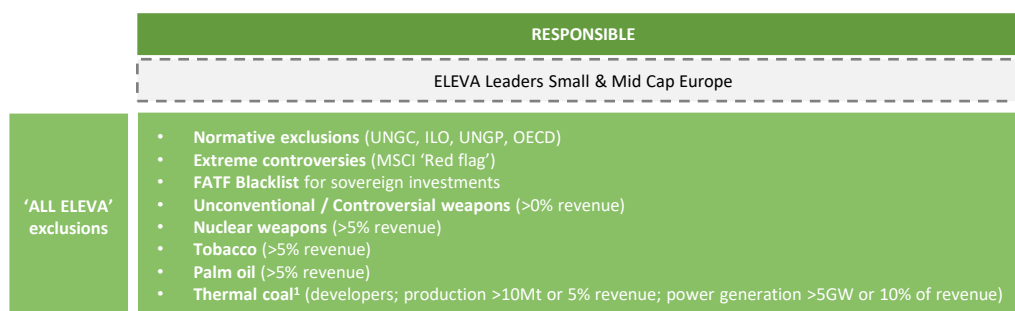 RESPONSIBLE
ELEVA Leaders Small & Mid Cap Europe
‘ALL ELEVA’
exclusions
• Normative exclusions (UNGC, ILO, UNGP, OECD)
• Extreme controversies (MSCI ‘Red flag’)
• FATF Blacklist for sovereign investments
• Unconventional / Controversial weapons (>0% revenue)
• Nuclear weapons (>5% revenue)
• Tobacco (>5% revenue)
• Palm oil (>5% revenue)
• Thermal coal¹ (developers; production >10Mt or 5% revenue; power generation >5GW or 10% of revenue)